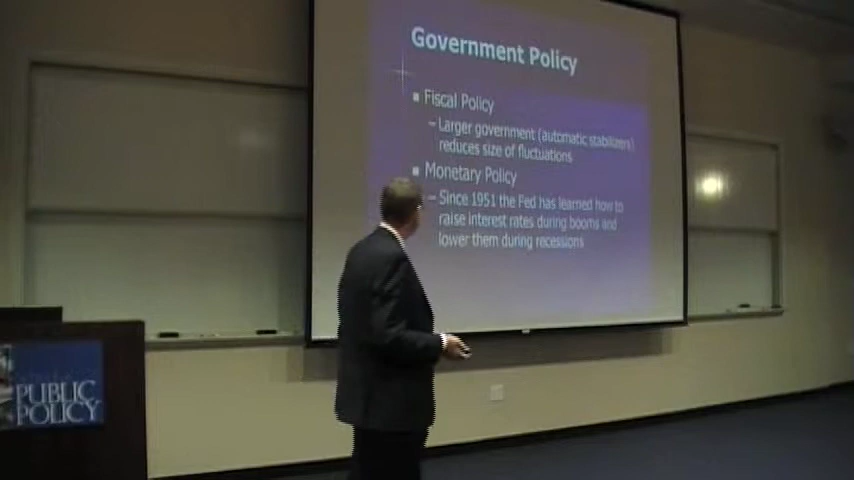 Government Policy
▪ Fiscal Policy
– Larger government (automatic stabilizers)
reduces size of fluctuations
▪ Monetary Policy
– Since 1951 the Fed has learned how to
raise interest rates during booms and
lower them during recessions
PUBLIC
POLICY